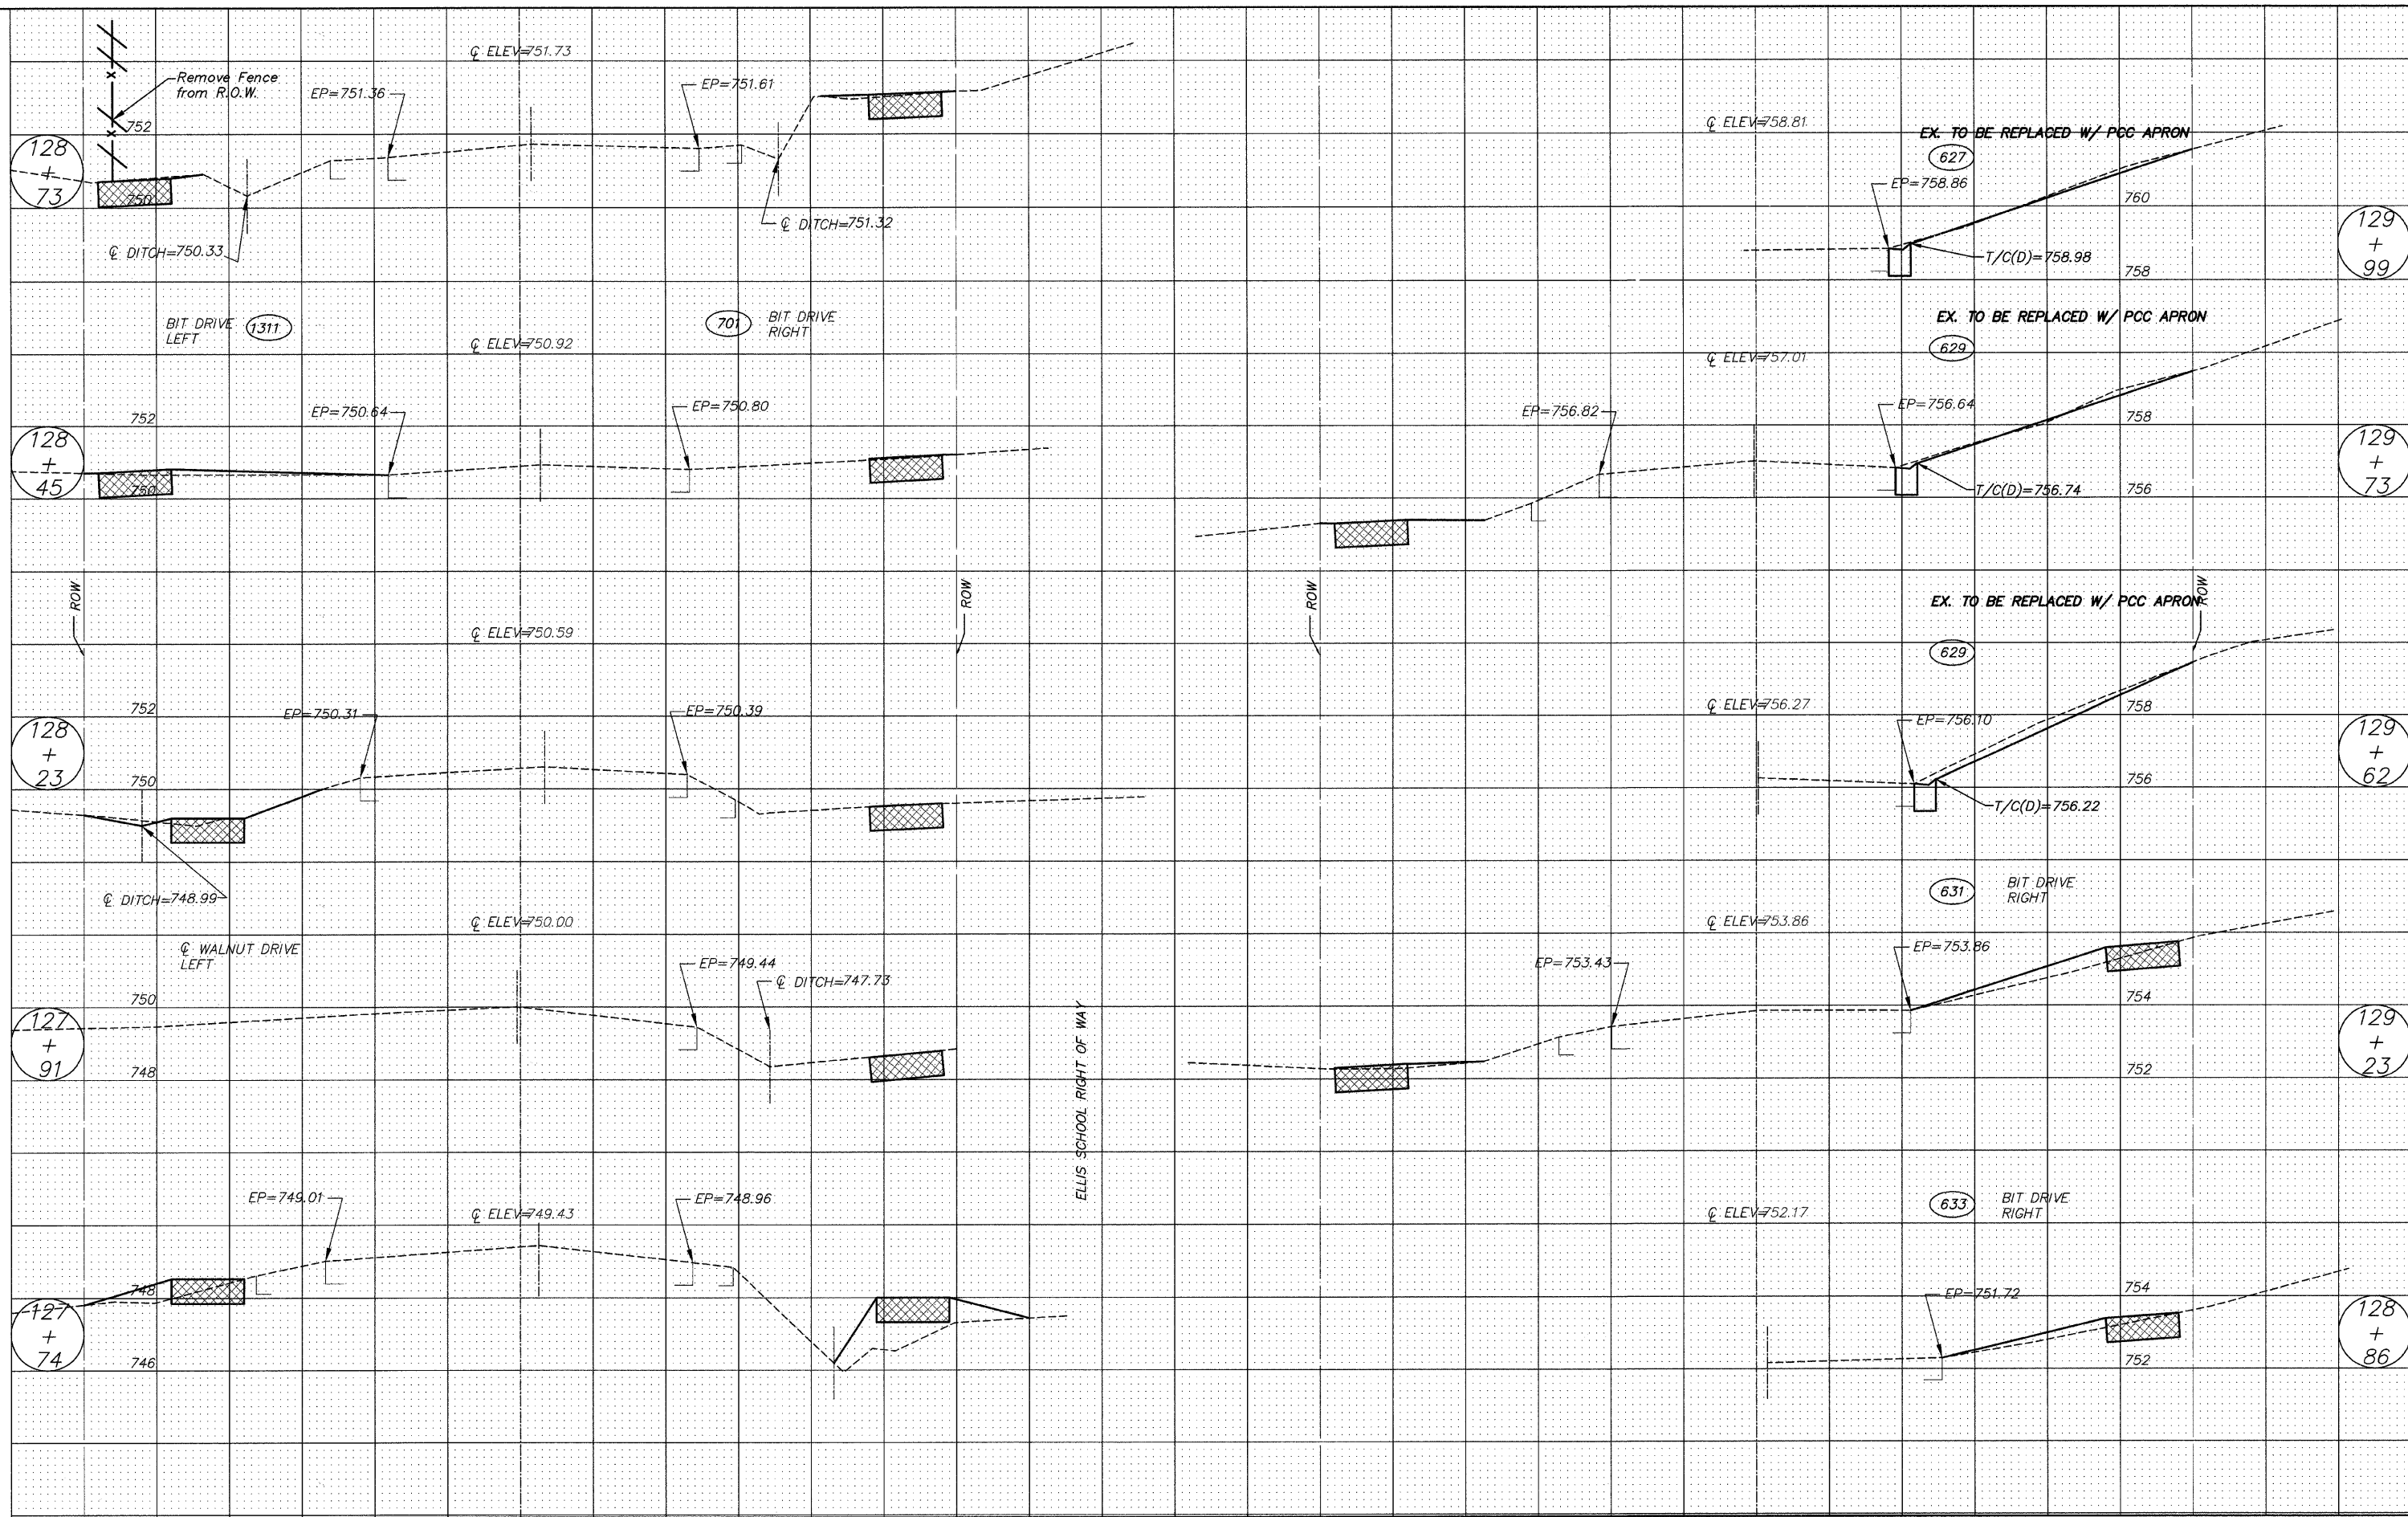 ℄ ELEV=751.73
Remove Fence
from R.O.W.
EP=751.36
EP=751.61
752
128
+
73
750
℄ DITCH=750.33
℄ DITCH=751.32
BIT DRIVE
LEFT
1311
701
BIT DRIVE
RIGHT
℄ ELEV=750.92
752
EP=750.64
EP=750.80
128
+
45
750
ROW
ROW
℄ ELEV=750.59
752
EP=750.31
EP=750.39
128
+
23
750
℄ DITCH=748.99
℄ ELEV=750.00
℄ WALNUT DRIVE
LEFT
EP=749.44
℄ DITCH=747.73
750
127
+
91
748
ELLIS SCHOOL RIGHT OF WAY
EP=749.01
EP=748.96
℄ ELEV=749.43
748
127
+
74
746
℄ ELEV=758.81
EX. TO BE REPLACED W/ PCC APRON
627
EP=758.86
760
129
+
99
T/C(D)=758.98
758
EX. TO BE REPLACED W/ PCC APRON
629
℄ ELEV=757.01
EP=756.82
EP=756.64
758
129
+
73
T/C(D)=756.74
756
ROW
EX. TO BE REPLACED W/ PCC APRON
ROW
629
℄ ELEV=756.27
EP=756.10
758
129
+
62
756
T/C(D)=756.22
631
BIT DRIVE
RIGHT
℄ ELEV=753.86
EP=753.43
EP=753.86
754
129
+
23
752
633
BIT DRIVE
RIGHT
℄ ELEV=752.17
EP=751.72
754
128
+
86
752